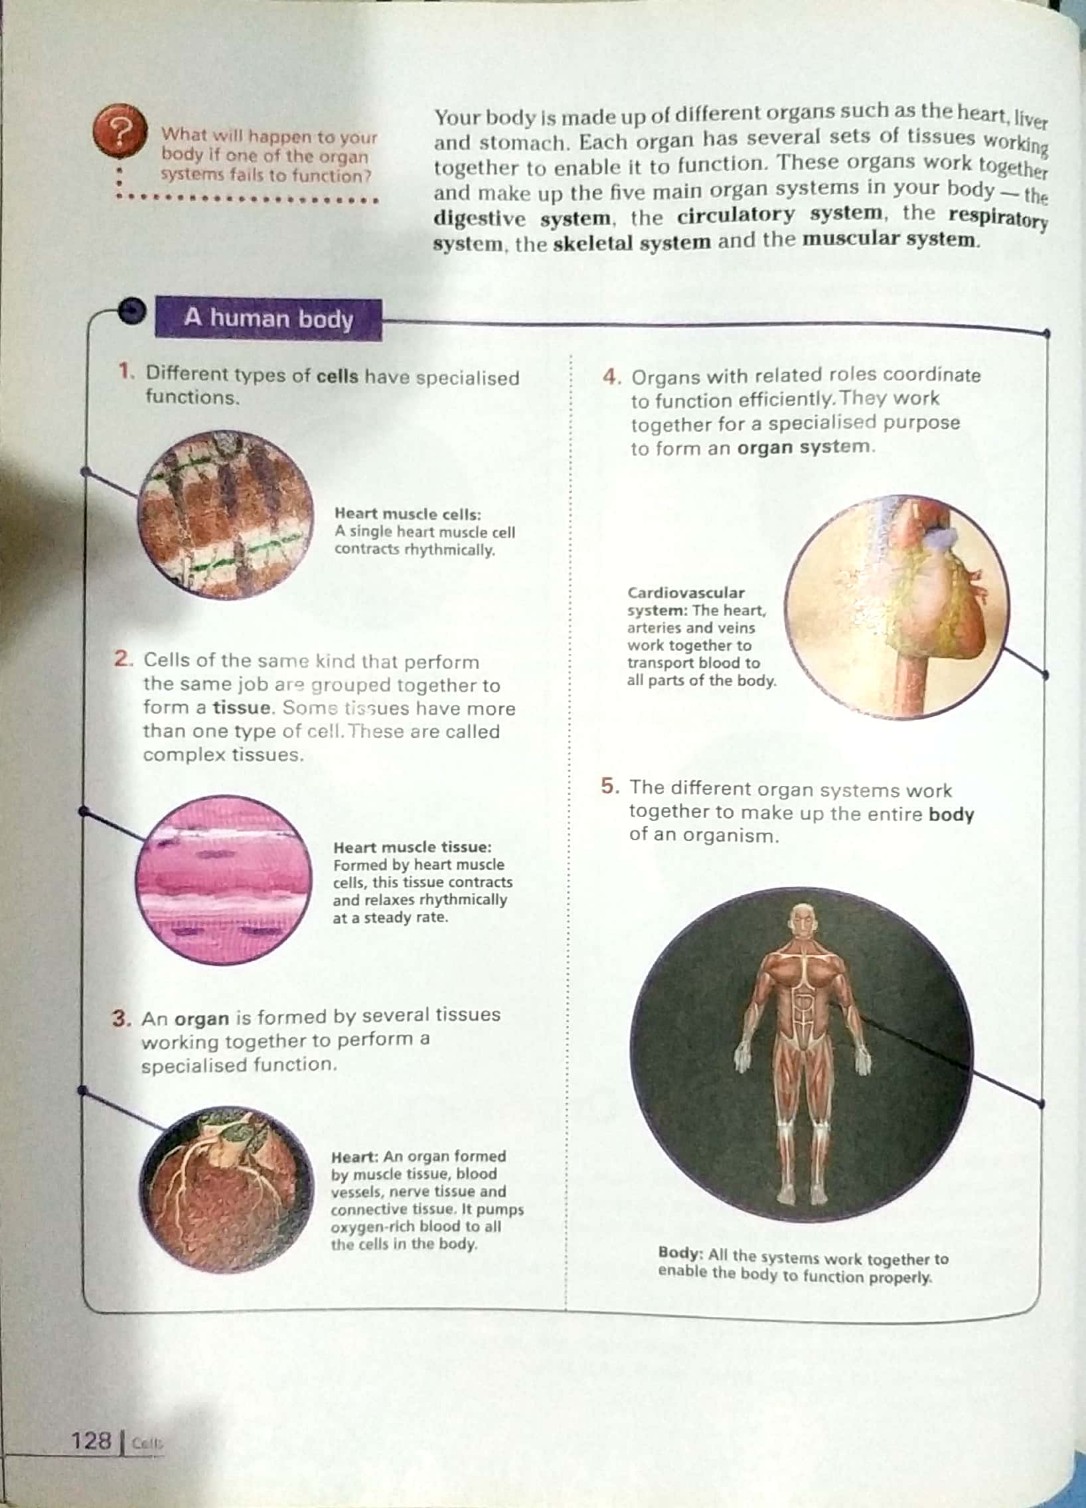 ?
What will happen to your
body if one of the organ
systems fails to function?
Your body is made up of different organs such as the heart, liver
and stomach. Each organ has several sets of tissues working
together to enable it to function. These organs work together
and make up the five main organ systems in your body — the
digestive system, the circulatory system, the respiratory
system, the skeletal system and the muscular system.
A human body
1. Different types of cells have specialised
functions.
Heart muscle cells:
A single heart muscle cell
contracts rhythmically.
2. Cells of the same kind that perform
the same job are grouped together to
form a tissue. Some tissues have more
than one type of cell. These are called
complex tissues.
Heart muscle tissue:
Formed by heart muscle
cells, this tissue contracts
and relaxes rhythmically
at a steady rate.
3. An organ is formed by several tissues
working together to perform a
specialised function.
Heart: An organ formed
by muscle tissue, blood
vessels, nerve tissue and
connective tissue. It pumps
oxygen-rich blood to all
the cells in the body.
4. Organs with related roles coordinate
to function efficiently. They work
together for a specialised purpose
to form an organ system.
Cardiovascular
system: The heart,
arteries and veins
work together to
transport blood to
all parts of the body.
5. The different organ systems work
together to make up the entire body
of an organism.
Body: All the systems work together to
enable the body to function properly.
128 | Cells